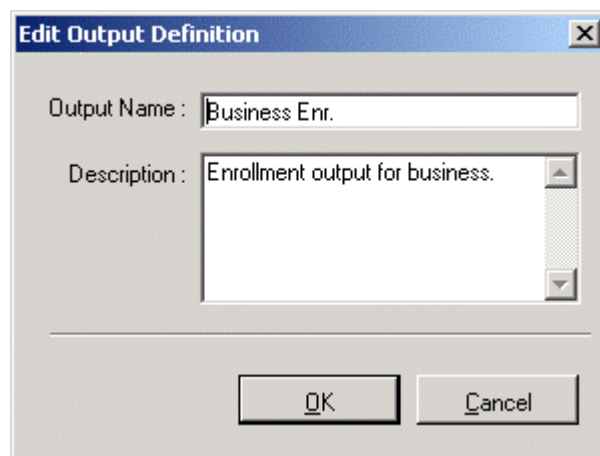 Edit Output Definition
Output Name : Business Enr.
Description : Enrollment output for business.
OK Cancel